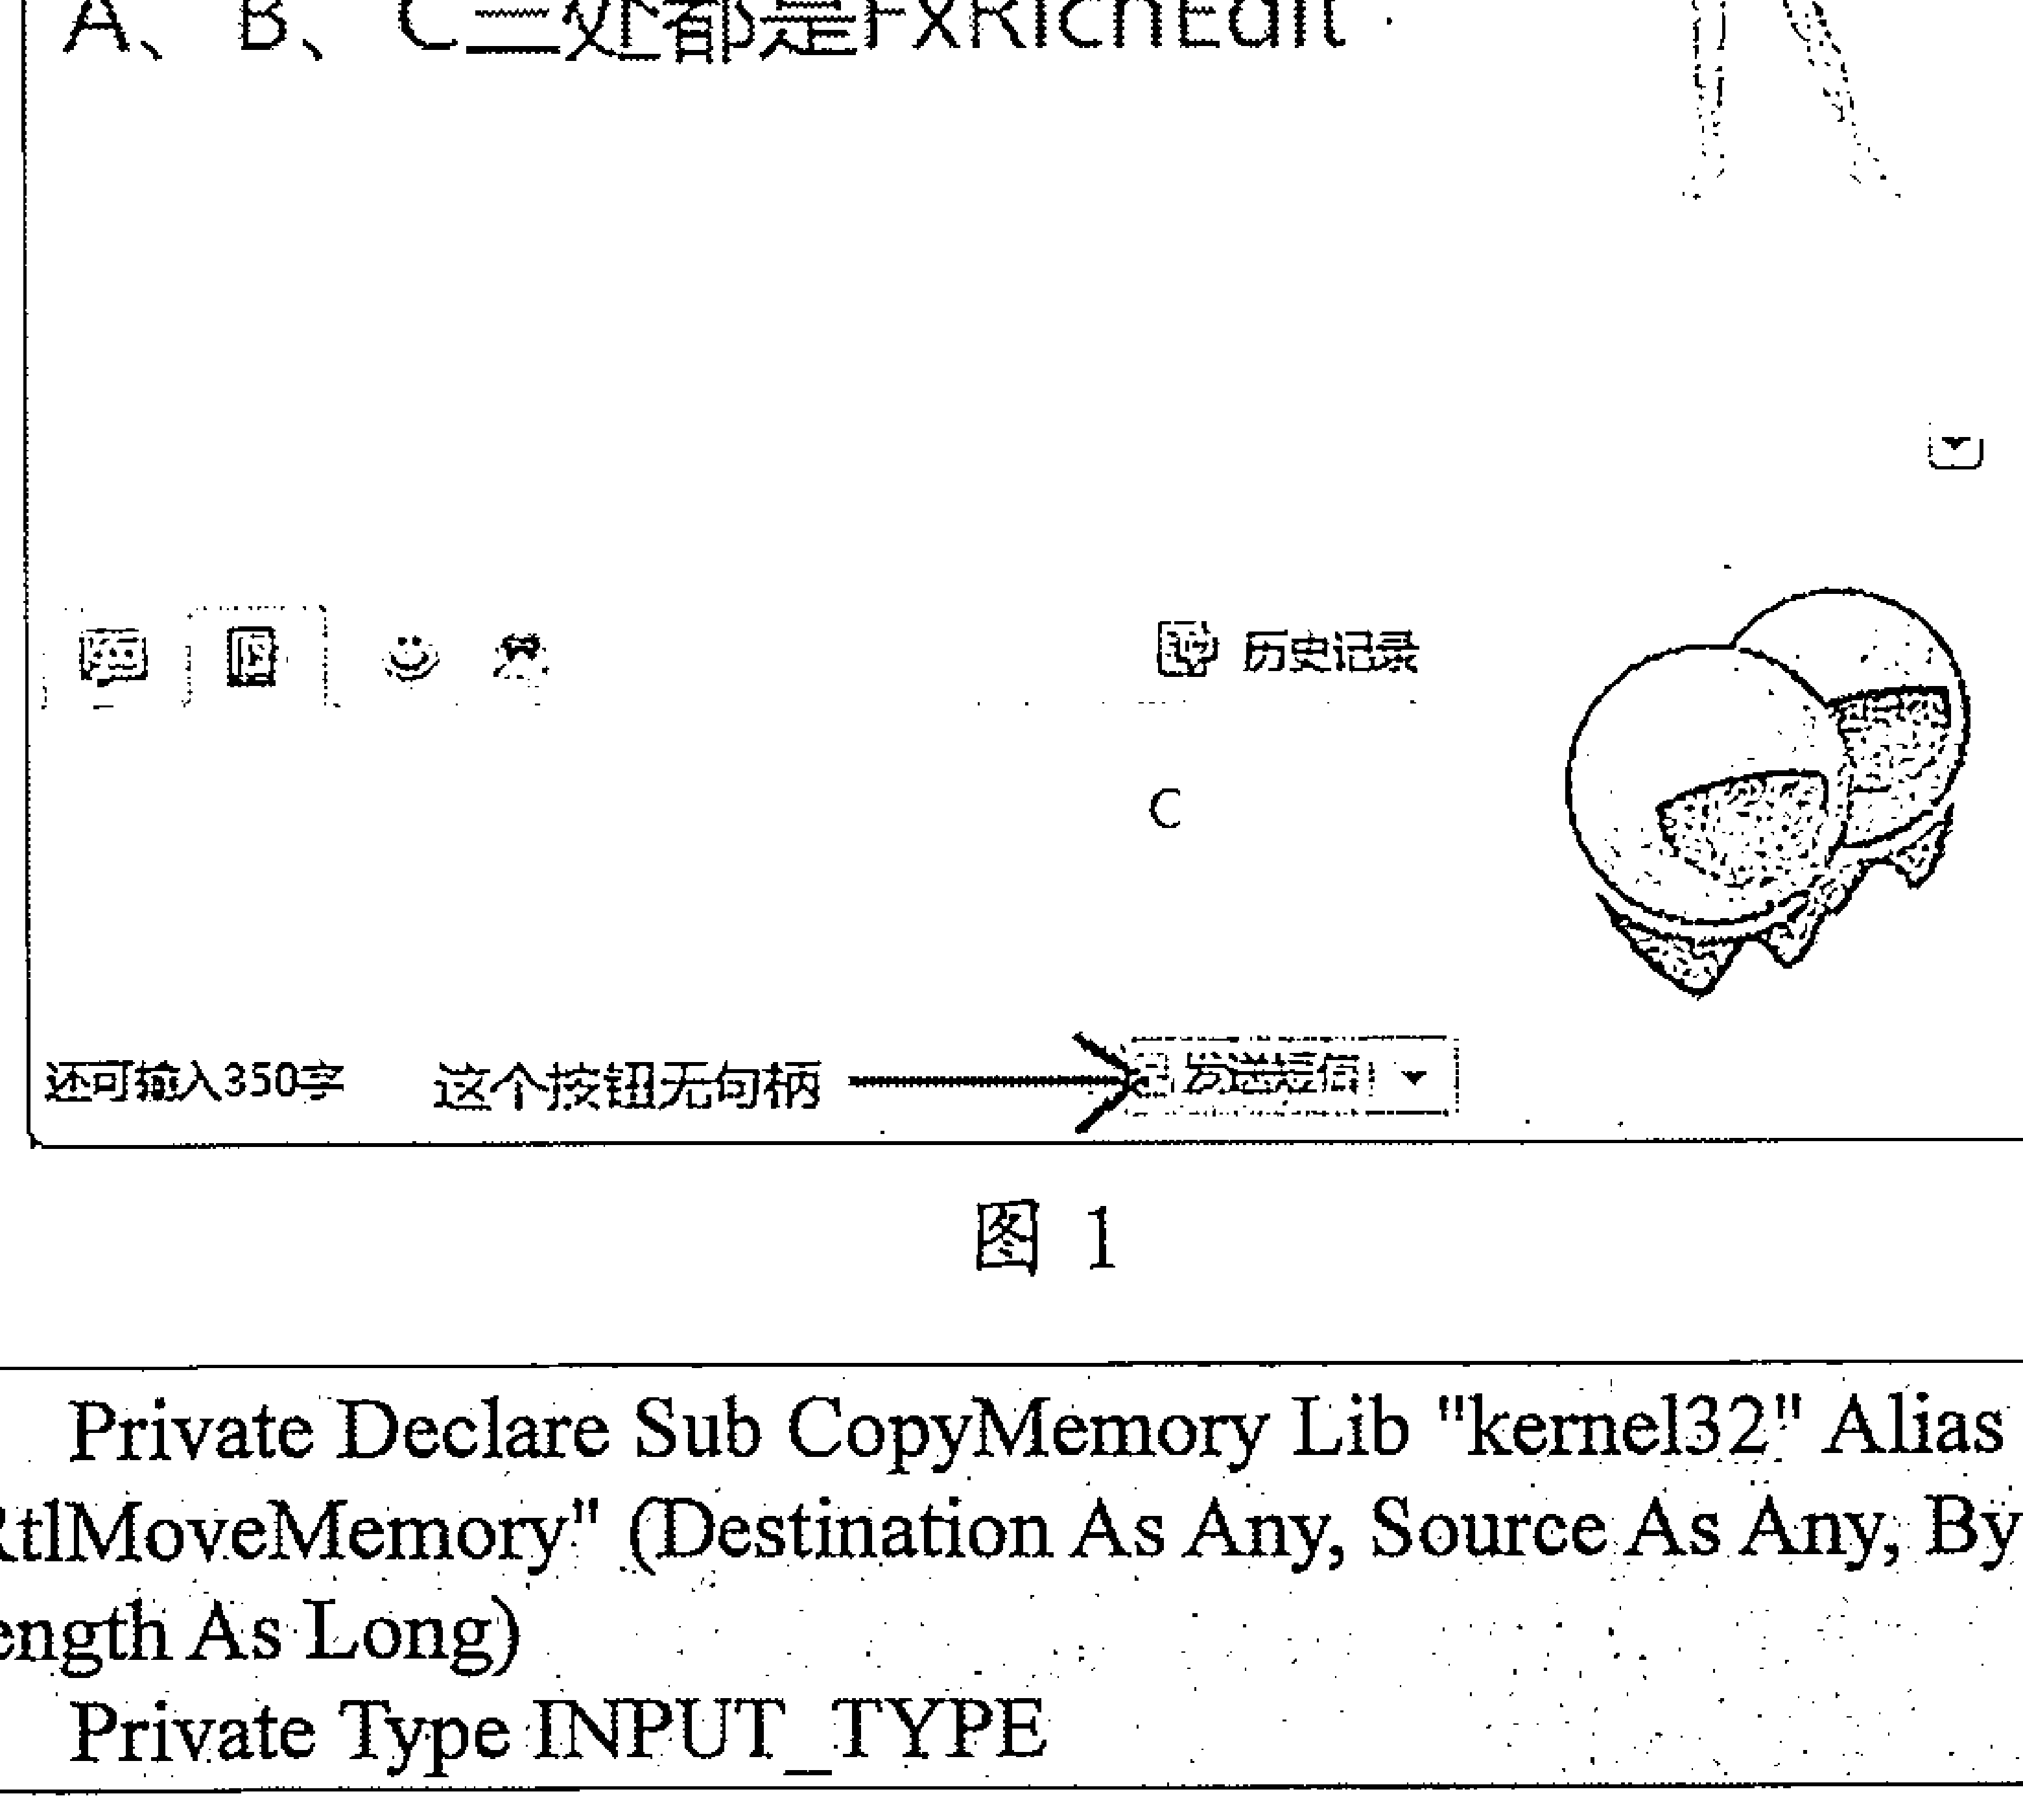 A、B、C三处都是FxRichEdit
历史记录
C
还可输入350字 这个按钮无句柄 发送短信
图 1
Private Declare Sub CopyMemory Lib "kernel32" Alias
RtlMoveMemory" (Destination As Any, Source As Any, By
ength As Long)
Private Type INPUT_TYPE